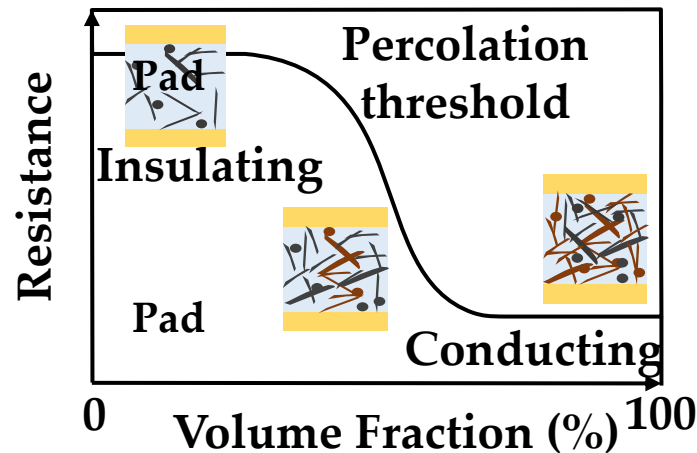 Percolation
threshold
Pad
Insulating
Resistance
Pad
Conducting
0
100
Volume Fraction (%)